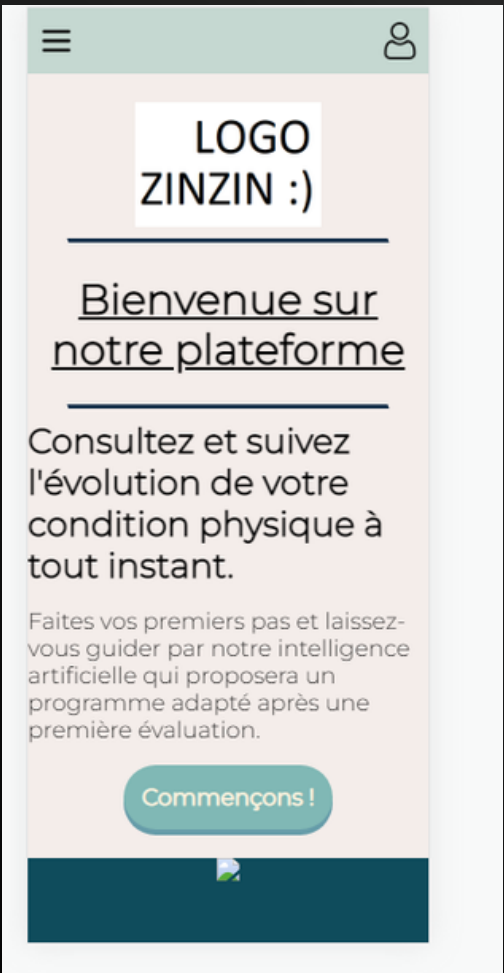 LOGO
ZINZIN :)
Bienvenue sur
notre plateforme
Consultez et suivez
l'évolution de votre
condition physique à
tout instant.
Faites vos premiers pas et laissez-
vous guider par notre intelligence
artificielle qui proposera un
programme adapté après une
première évaluation.
Commençons !